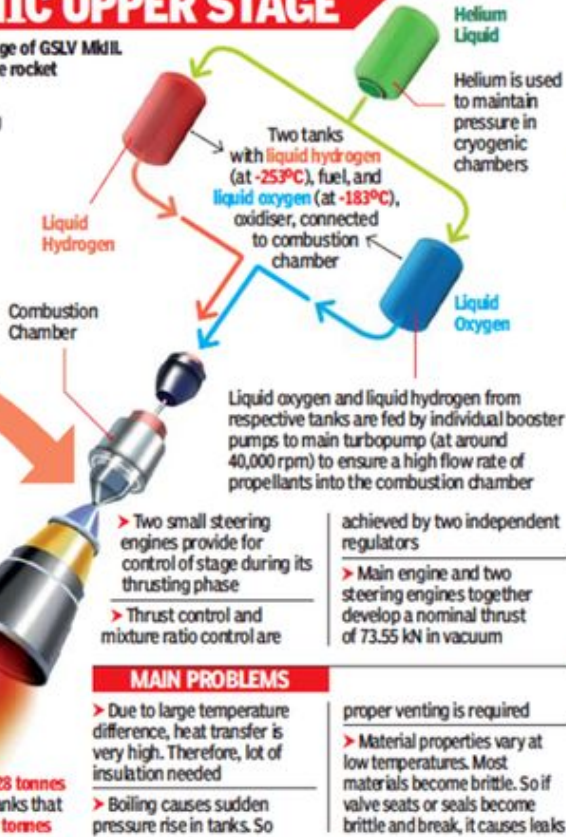 IC UPPER STAGE
ge of GSLV MkIII.
e rocket
Helium
Liquid
Helium is used
to maintain
pressure in
cryogenic
chambers
Two tanks
with liquid hydrogen
(at -253ºC), fuel, and
liquid oxygen (at -183ºC),
oxidiser, connected
to combustion
chamber
Liquid
Hydrogen
Liquid
Oxygen
Combustion
Chamber
Liquid oxygen and liquid hydrogen from
respective tanks are fed by individual booster
pumps to main turbopump (at around
40,000 rpm) to ensure a high flow rate of
propellants into the combustion chamber
➤ Two small steering
engines provide for
control of stage during its
thrusting phase
➤ Thrust control and
mixture ratio control are
achieved by two independent
regulators
➤ Main engine and two
steering engines together
develop a nominal thrust
of 73.55 kN in vacuum
MAIN PROBLEMS
➤ Due to large temperature
difference, heat transfer is
very high. Therefore, lot of
insulation needed
➤ Boiling causes sudden
pressure rise in tanks. So
proper venting is required
➤ Material properties vary at
low temperatures. Most
materials become brittle. So if
valve seats or seals become
brittle and break, it causes leaks
28 tonnes
anks that
tonnes